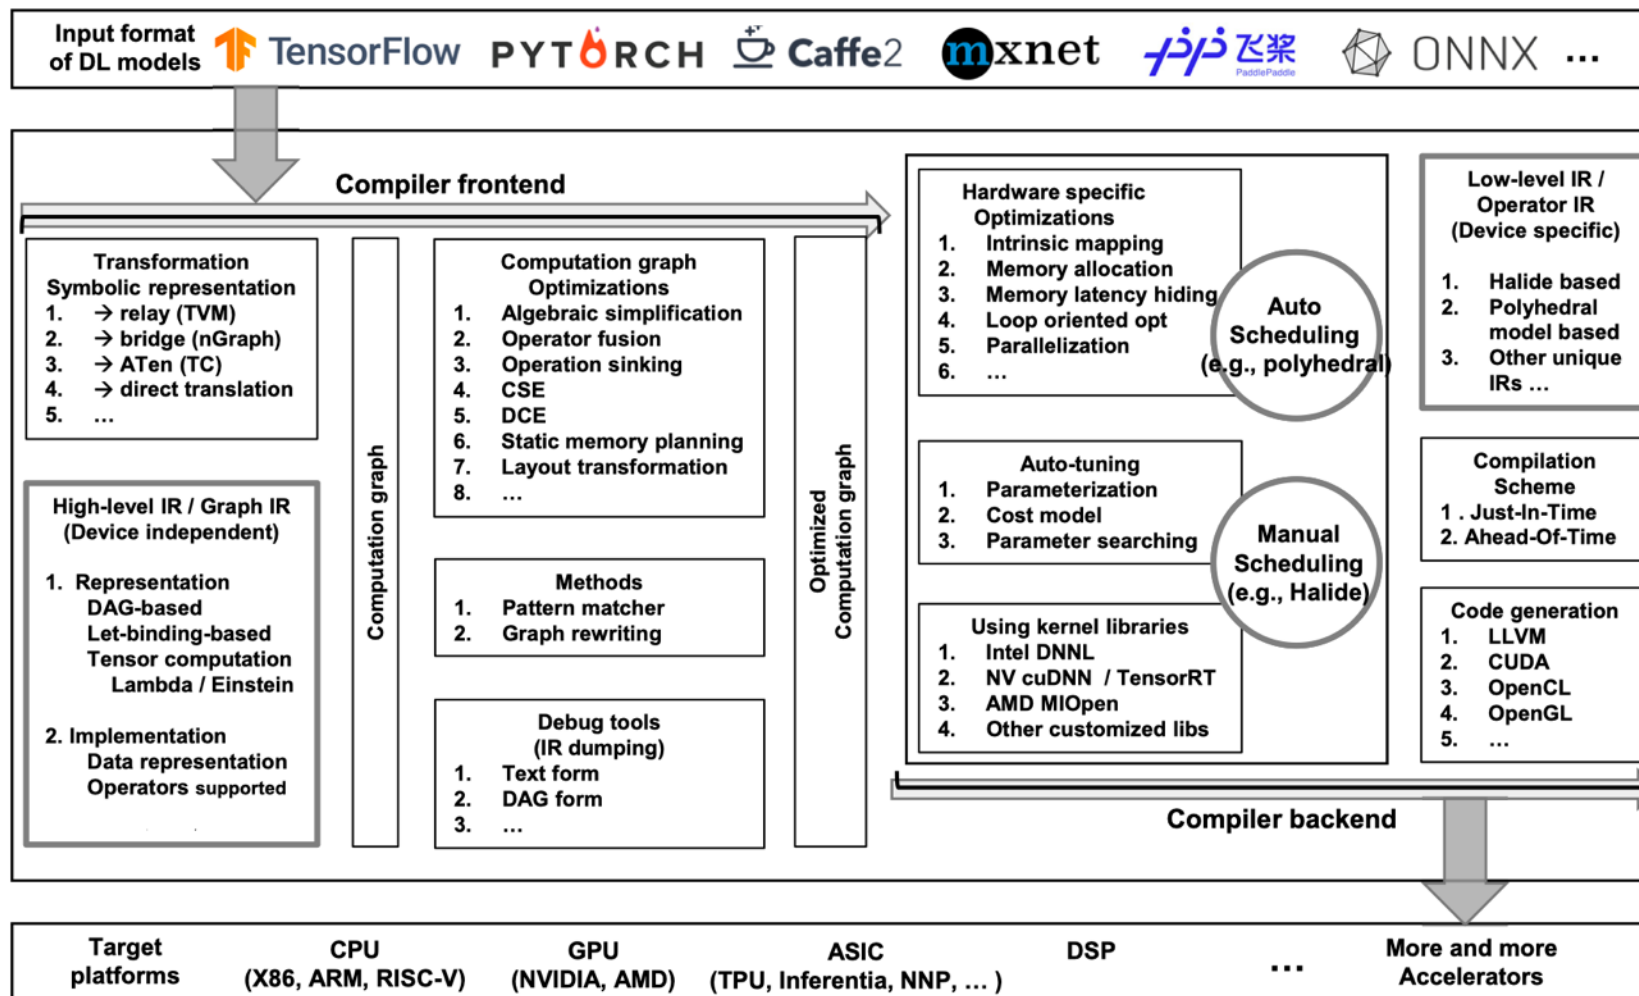 Input format
of DL models
TensorFlow
PYTORCH
Caffe2
mxnet
飞桨
PaddlePaddle
ONNX
...
Compiler frontend
Transformation
Symbolic representation
1. → relay (TVM)
2. → bridge (nGraph)
3. → ATen (TC)
4. → direct translation
5. ...
High-level IR / Graph IR
(Device independent)
1. Representation
DAG-based
Let-binding-based
Tensor computation
Lambda / Einstein
2. Implementation
Data representation
Operators supported
Computation graph
Computation graph
Optimizations
1. Algebraic simplification
2. Operator fusion
3. Operation sinking
4. CSE
5. DCE
6. Static memory planning
7. Layout transformation
8. ...
Methods
1. Pattern matcher
2. Graph rewriting
Debug tools
(IR dumping)
1. Text form
2. DAG form
3. ...
Optimized
Computation graph
Hardware specific
Optimizations
1. Intrinsic mapping
2. Memory allocation
3. Memory latency hiding
4. Loop oriented opt
5. Parallelization
6. ...
Auto
Scheduling
(e.g., polyhedral)
Auto-tuning
1. Parameterization
2. Cost model
3. Parameter searching
Manual
Scheduling
(e.g., Halide)
Using kernel libraries
1. Intel DNNL
2. NV cuDNN / TensorRT
3. AMD MIOpen
4. Other customized libs
Low-level IR /
Operator IR
(Device specific)
1. Halide based
2. Polyhedral
model based
3. Other unique
IRs ...
Compilation
Scheme
1 . Just-In-Time
2. Ahead-Of-Time
Code generation
1. LLVM
2. CUDA
3. OpenCL
4. OpenGL
5. ...
Compiler backend
Target
platforms
CPU
(X86, ARM, RISC-V)
GPU
(NVIDIA, AMD)
ASIC
(TPU, Inferentia, NNP, ... )
DSP
...
More and more
Accelerators